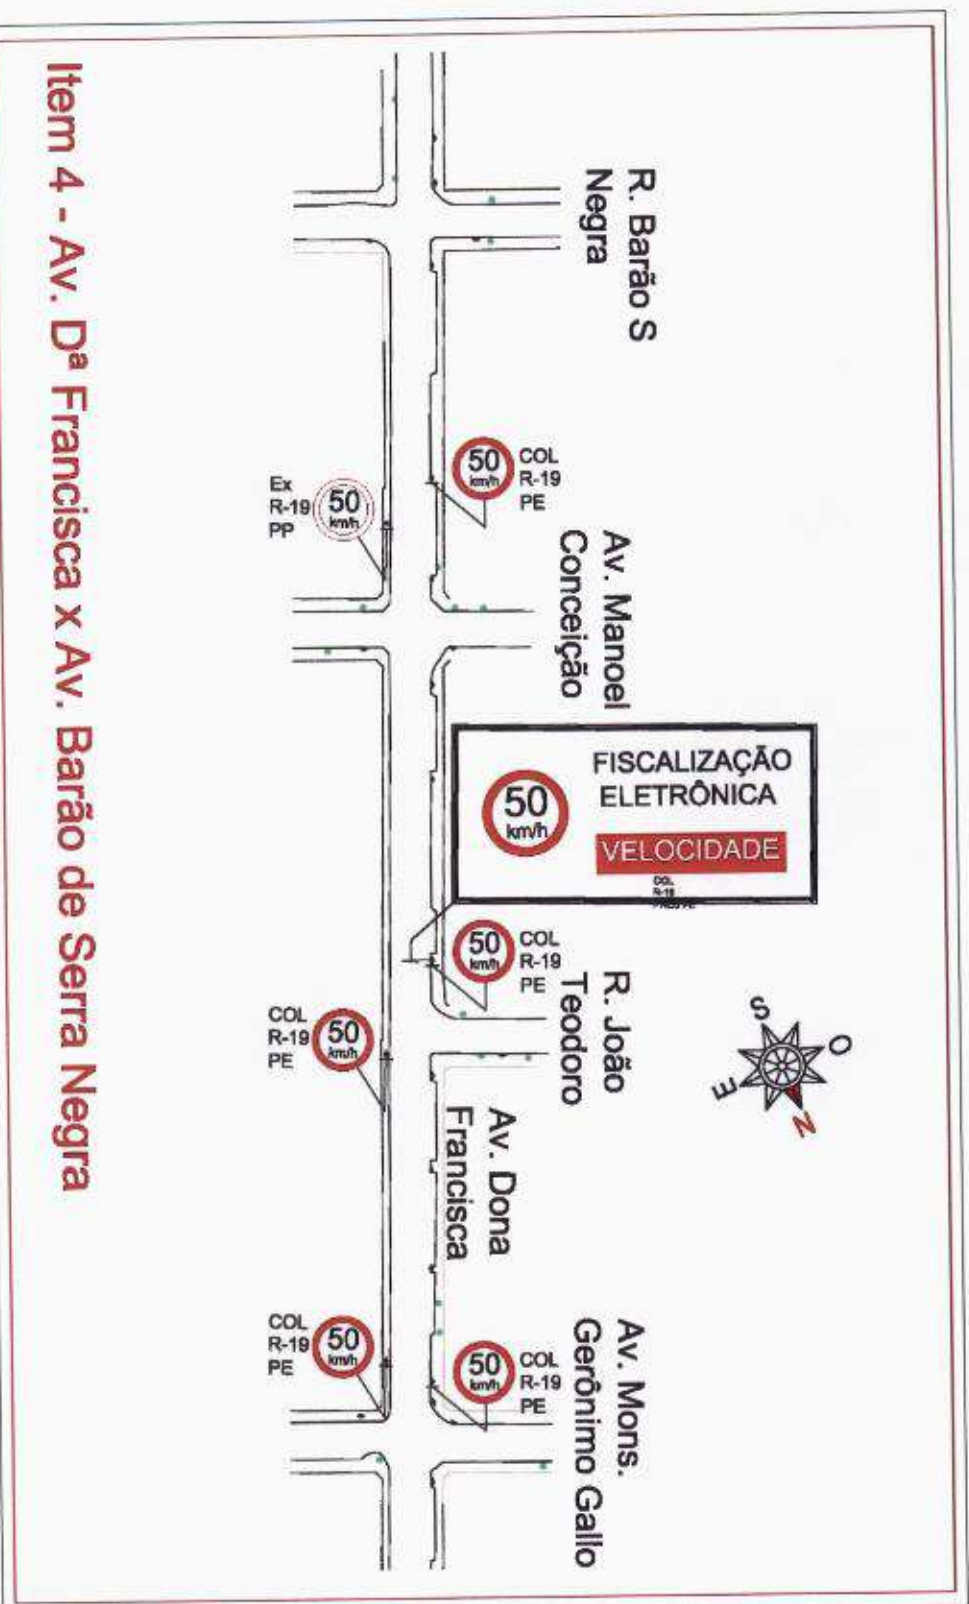 R. Barão S
Negra
COL
R-19
PE
50
km/h
Ex
R-19
PP
50
km/h
Av. Manoel
Conceição
FISCALIZAÇÃO
ELETRÔNICA
VELOCIDADE
50
km/h
COL
R-19
COL
R-19
PE
50
km/h
R. João
Teodoro
S
O
E
N
COL
R-19
PE
50
km/h
Av. Dona
Francisca
Av. Mons.
Gerônimo Gallo
COL
R-19
PE
50
km/h
COL
R-19
PE
50
km/h
Item 4 - Av. Dª Francisca x Av. Barão de Serra Negra